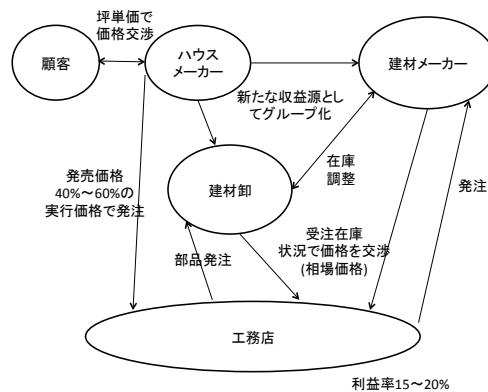 坪単価で
価格交渉
顧客
ハウス
メーカー
建材メーカー
新たな収益源とし
てグループ化
発売価格
40%～60%の
実行価格で発注
建材卸
在庫
調整
発注
受注在庫
状況で価格を交渉
(相場価格)
部品発注
工務店
利益率15～20%